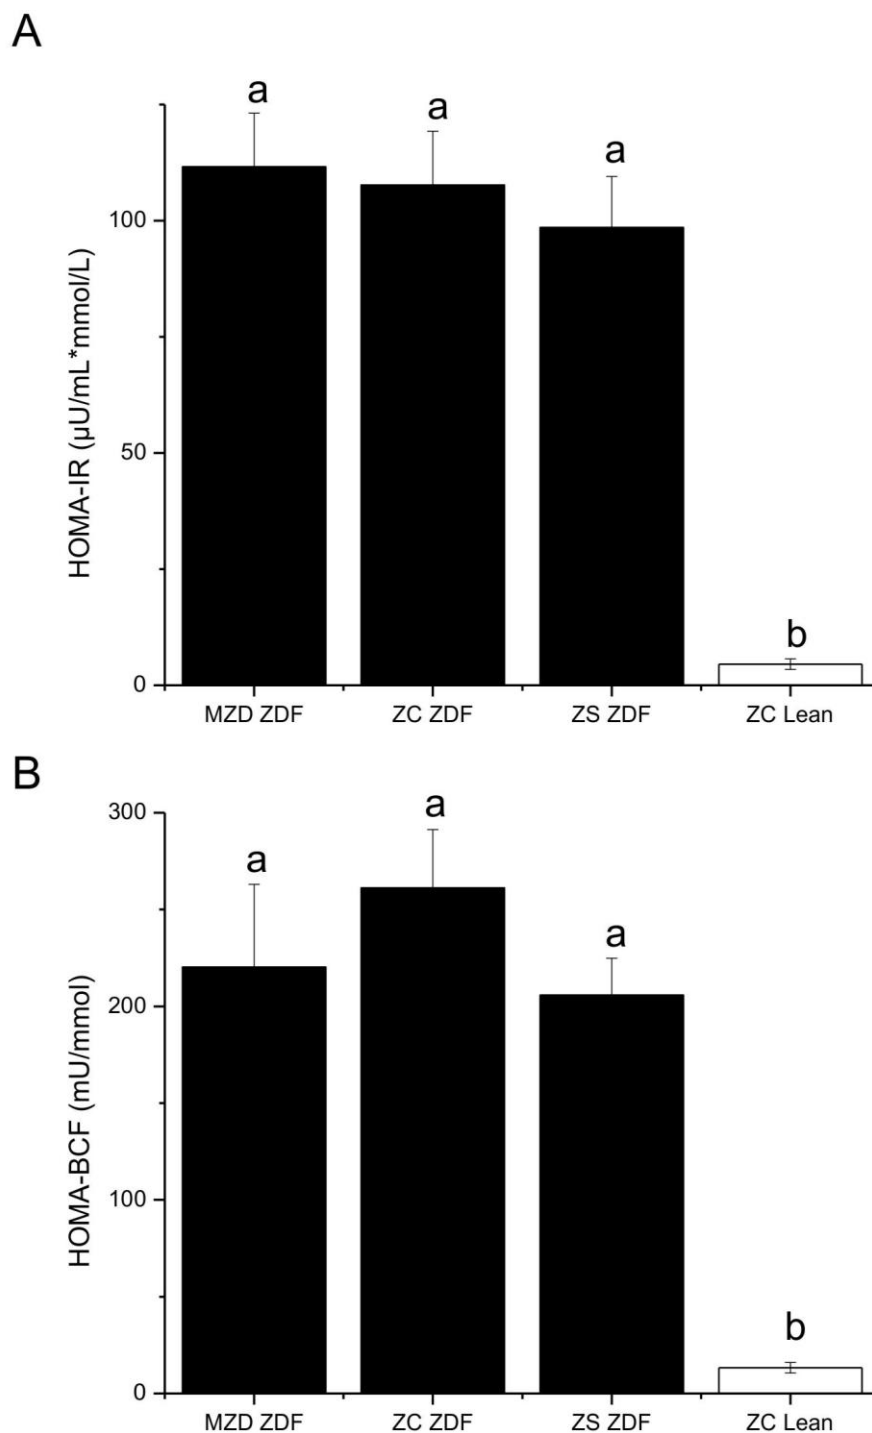 A
a
a
a
100
HOMA-IR (µU/mL*mmol/L)
50
b
0
MZD ZDF
ZC ZDF
ZS ZDF
ZC Lean
B
300
a
a
a
200
HOMA-BCF (mU/mmol)
100
b
0
MZD ZDF
ZC ZDF
ZS ZDF
ZC Lean